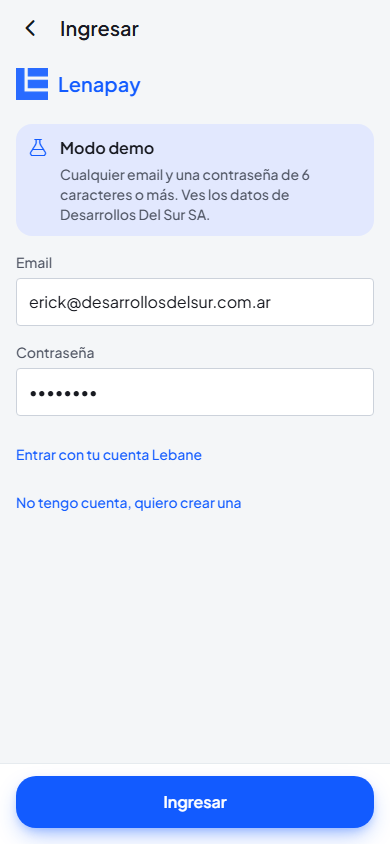 Ingresar
Lenapay
Modo demo
Cualquier email y una contraseña de 6
caracteres o más. Ves los datos de
Desarrollos Del Sur SA.
Email
erick@desarrollosdelsur.com.ar
Contraseña
••••••••
Entrar con tu cuenta Lebane
No tengo cuenta, quiero crear una
Ingresar